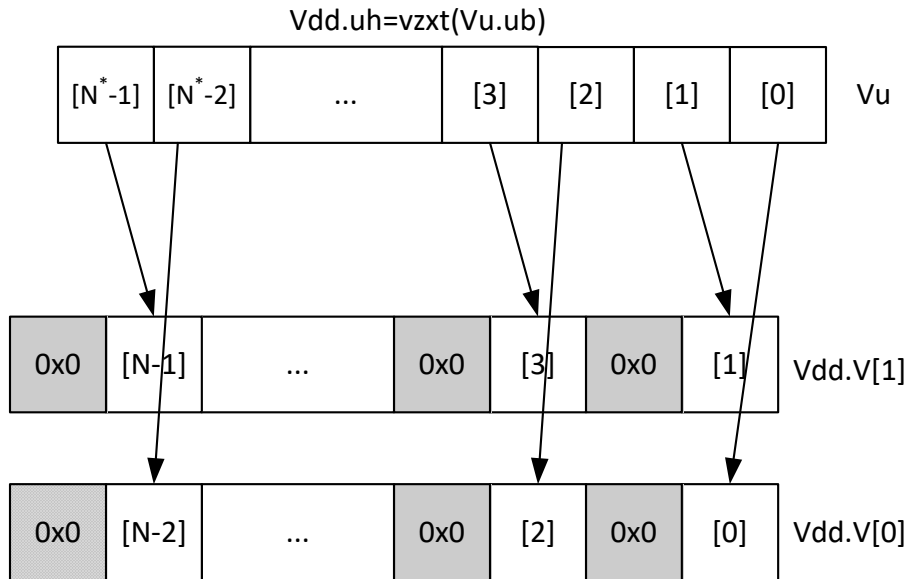 Vdd.uh=vzxt(Vu.ub)
[N*-1] [N*-2] ... [3] [2] [1] [0] Vu
0x0 [N-1] ... 0x0 [3] 0x0 [1] Vdd.V[1]
0x0 [N-2] ... 0x0 [2] 0x0 [0] Vdd.V[0]